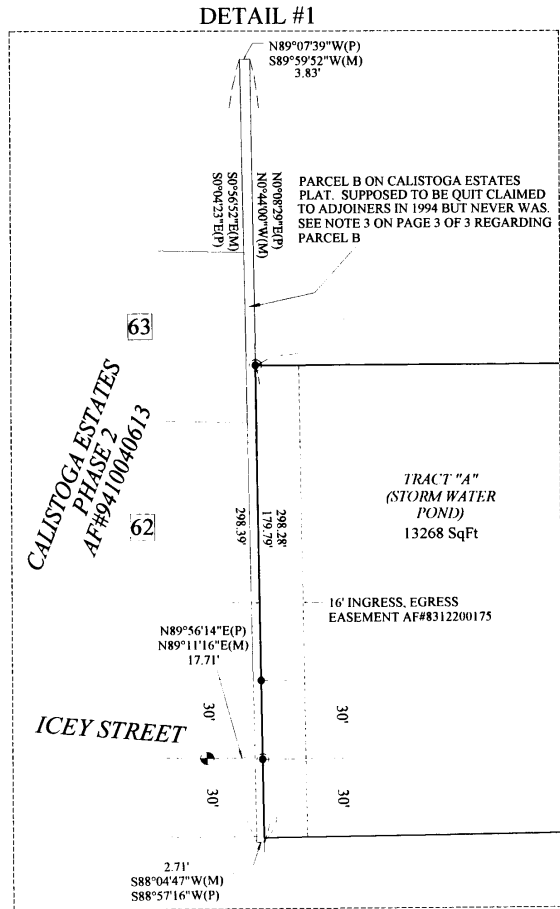 DETAIL #1
N89°07'39"W(P)
S89°59'52"W(M)
3.83'
S0°56'52"E(M)
S0°04'23"E(P)
N0°08'29"E(P)
N0°44'00"W(M)
PARCEL B ON CALISTOGA ESTATES
PLAT. SUPPOSED TO BE QUIT CLAIMED
TO ADJOINERS IN 1994 BUT NEVER WAS.
SEE NOTE 3 ON PAGE 3 OF 3 REGARDING
PARCEL B
63
CALISTOGA ESTATES
PHASE 2
AF#9410040613
62
TRACT "A"
(STORM WATER
POND)
13268 SqFt
298.39'
298.28'
179.79'
16' INGRESS, EGRESS
EASEMENT AF#8312200175
N89°56'14"E(P)
N89°11'16"E(M)
17.71'
30'
30'
ICEY STREET
30'
30'
2.71'
S88°04'47"W(M)
S88°57'16"W(P)